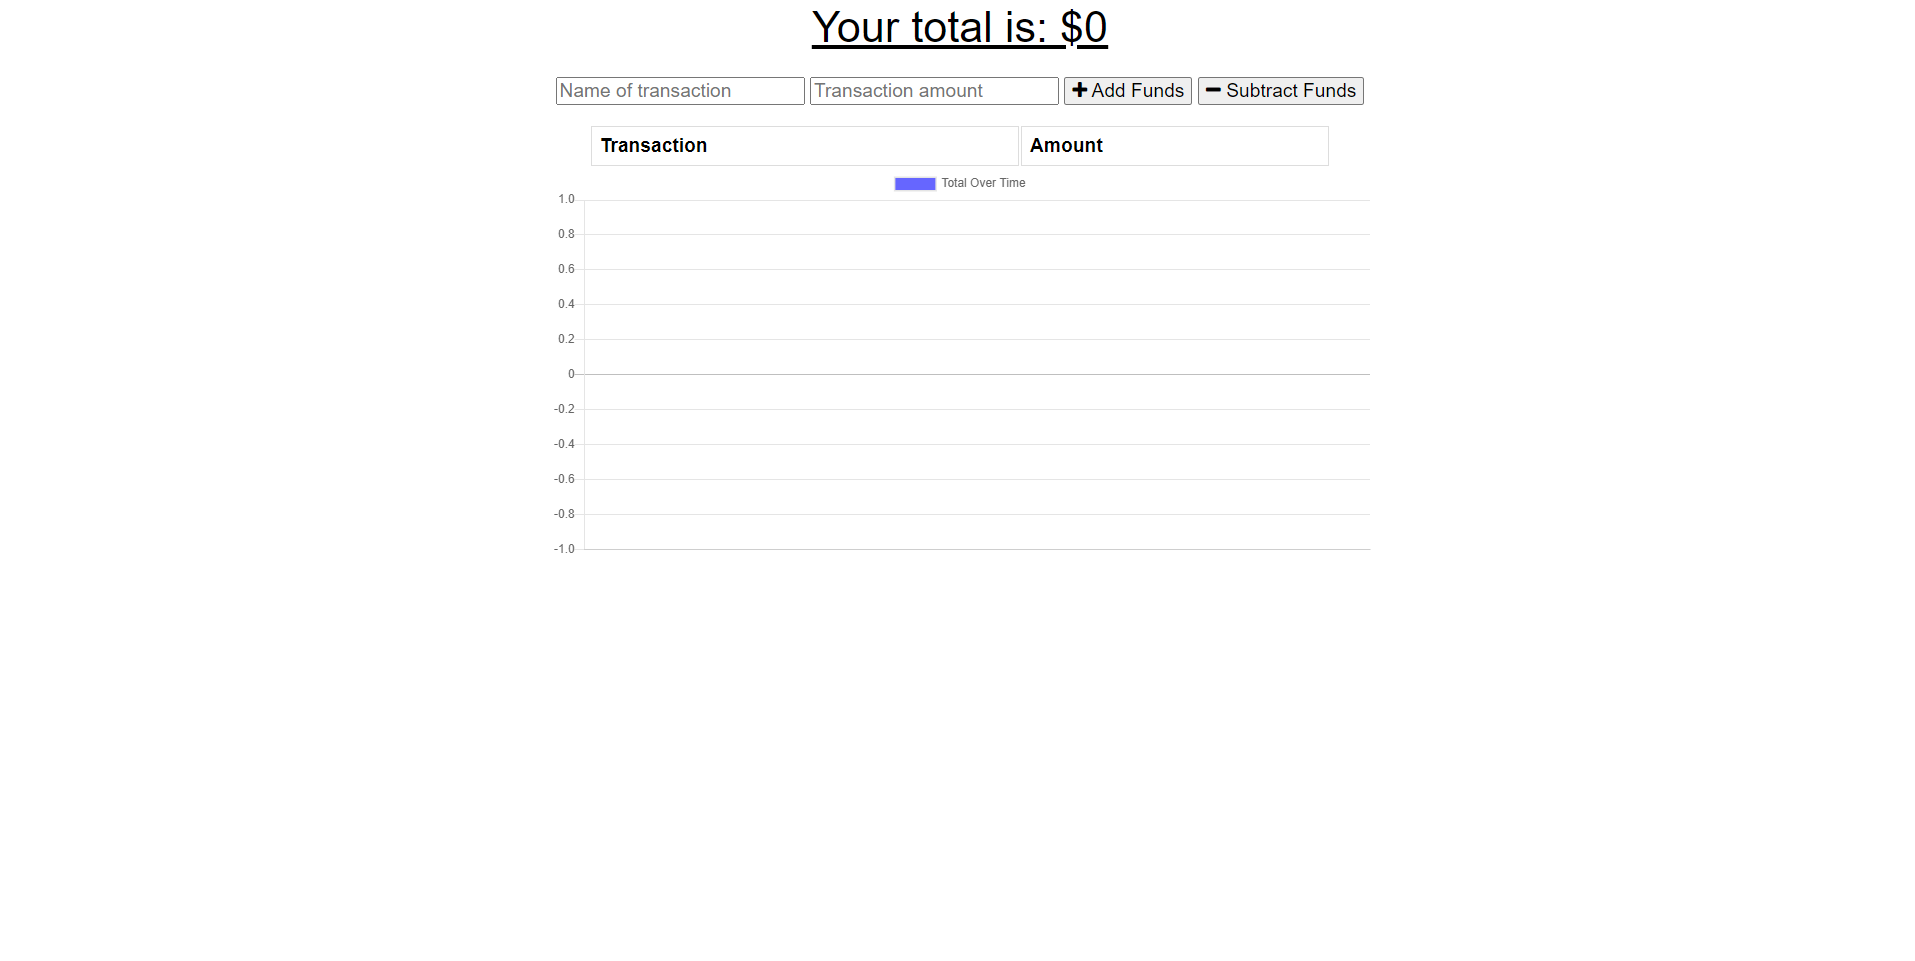 Your total is: $0
Name of transaction Transaction amount Add Funds Subtract Funds
Transaction Amount
Total Over Time
1.0
0.8
0.6
0.4
0.2
0
-0.2
-0.4
-0.6
-0.8
-1.0